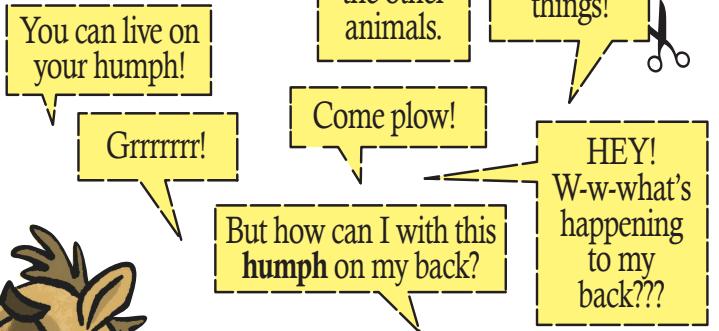 You can live on
your humph!
the other
animals.
things!
Grrrrrrr!
Come plow!
HEY!
W-w-what's
happening
to my
back???
But how can I with this
humph on my back?